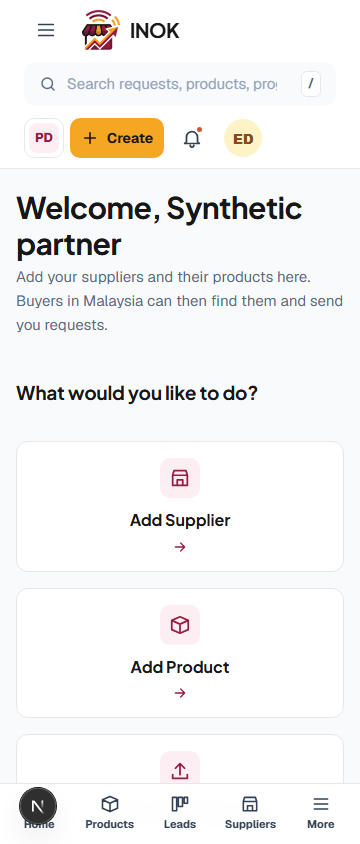 INOK
Search requests, products, prog
/
PD
+ Create
ED
Welcome, Synthetic
partner
Add your suppliers and their products here.
Buyers in Malaysia can then find them and send
you requests.
What would you like to do?
Add Supplier
→
Add Product
→
N
Home
Products
Leads
Suppliers
More